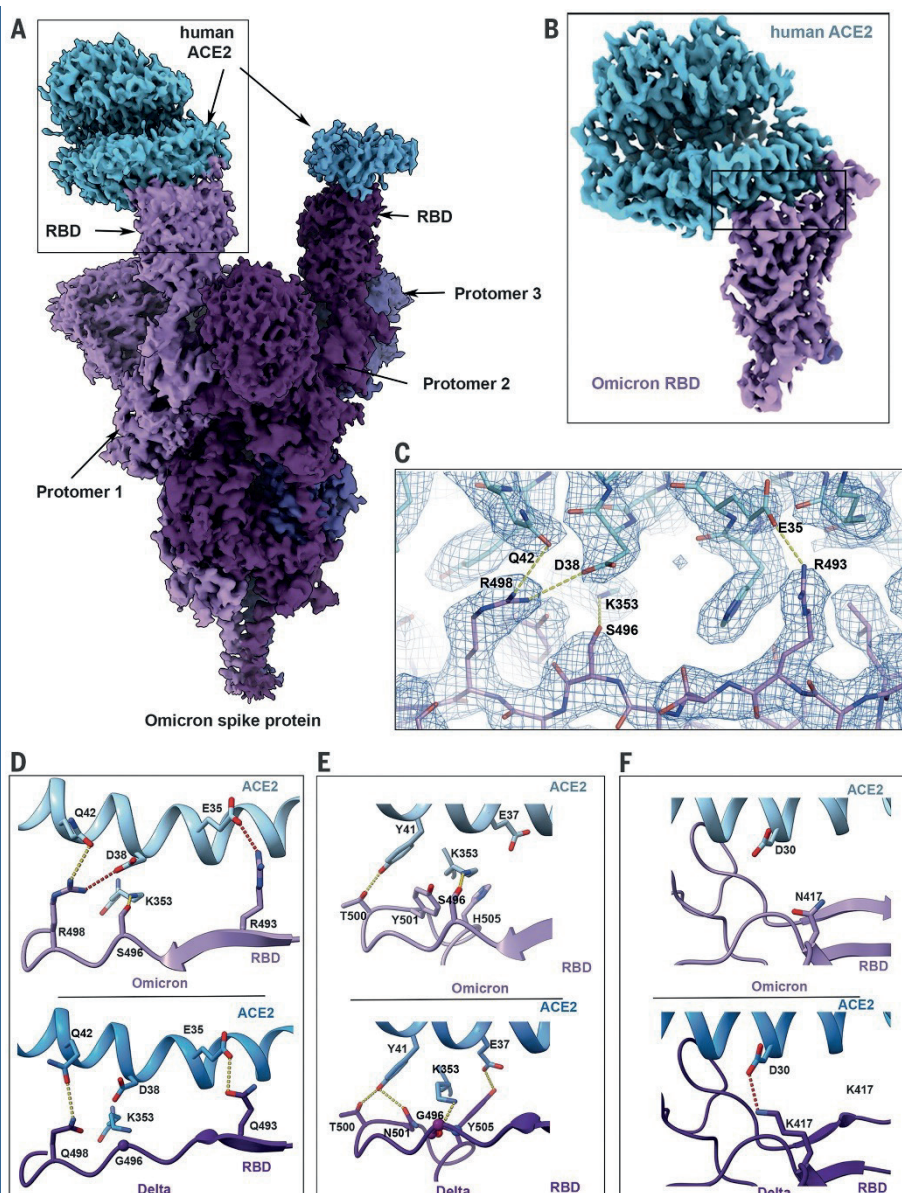 A
human
ACE2
RBD
RBD
Protomer 3
Protomer 2
Protomer 1
Omicron spike protein
B
human ACE2
Omicron RBD
C
E35
Q42
D38
R493
R498
K353
S496
D
ACE2
Q42
E35
D38
K353
R498
R493
S496
RBD
Omicron
ACE2
Q42
E35
D38
K353
Q493
Q498
G496
RBD
Delta
E
ACE2
Y41
E37
K353
S496
T500
Y501
H505
RBD
Omicron
ACE2
Y41
E37
K353
G496
T500
N501
Y505
RBD
Delta
F
ACE2
D30
N417
RBD
Omicron
ACE2
D30
K417
K417
RBD
Delta